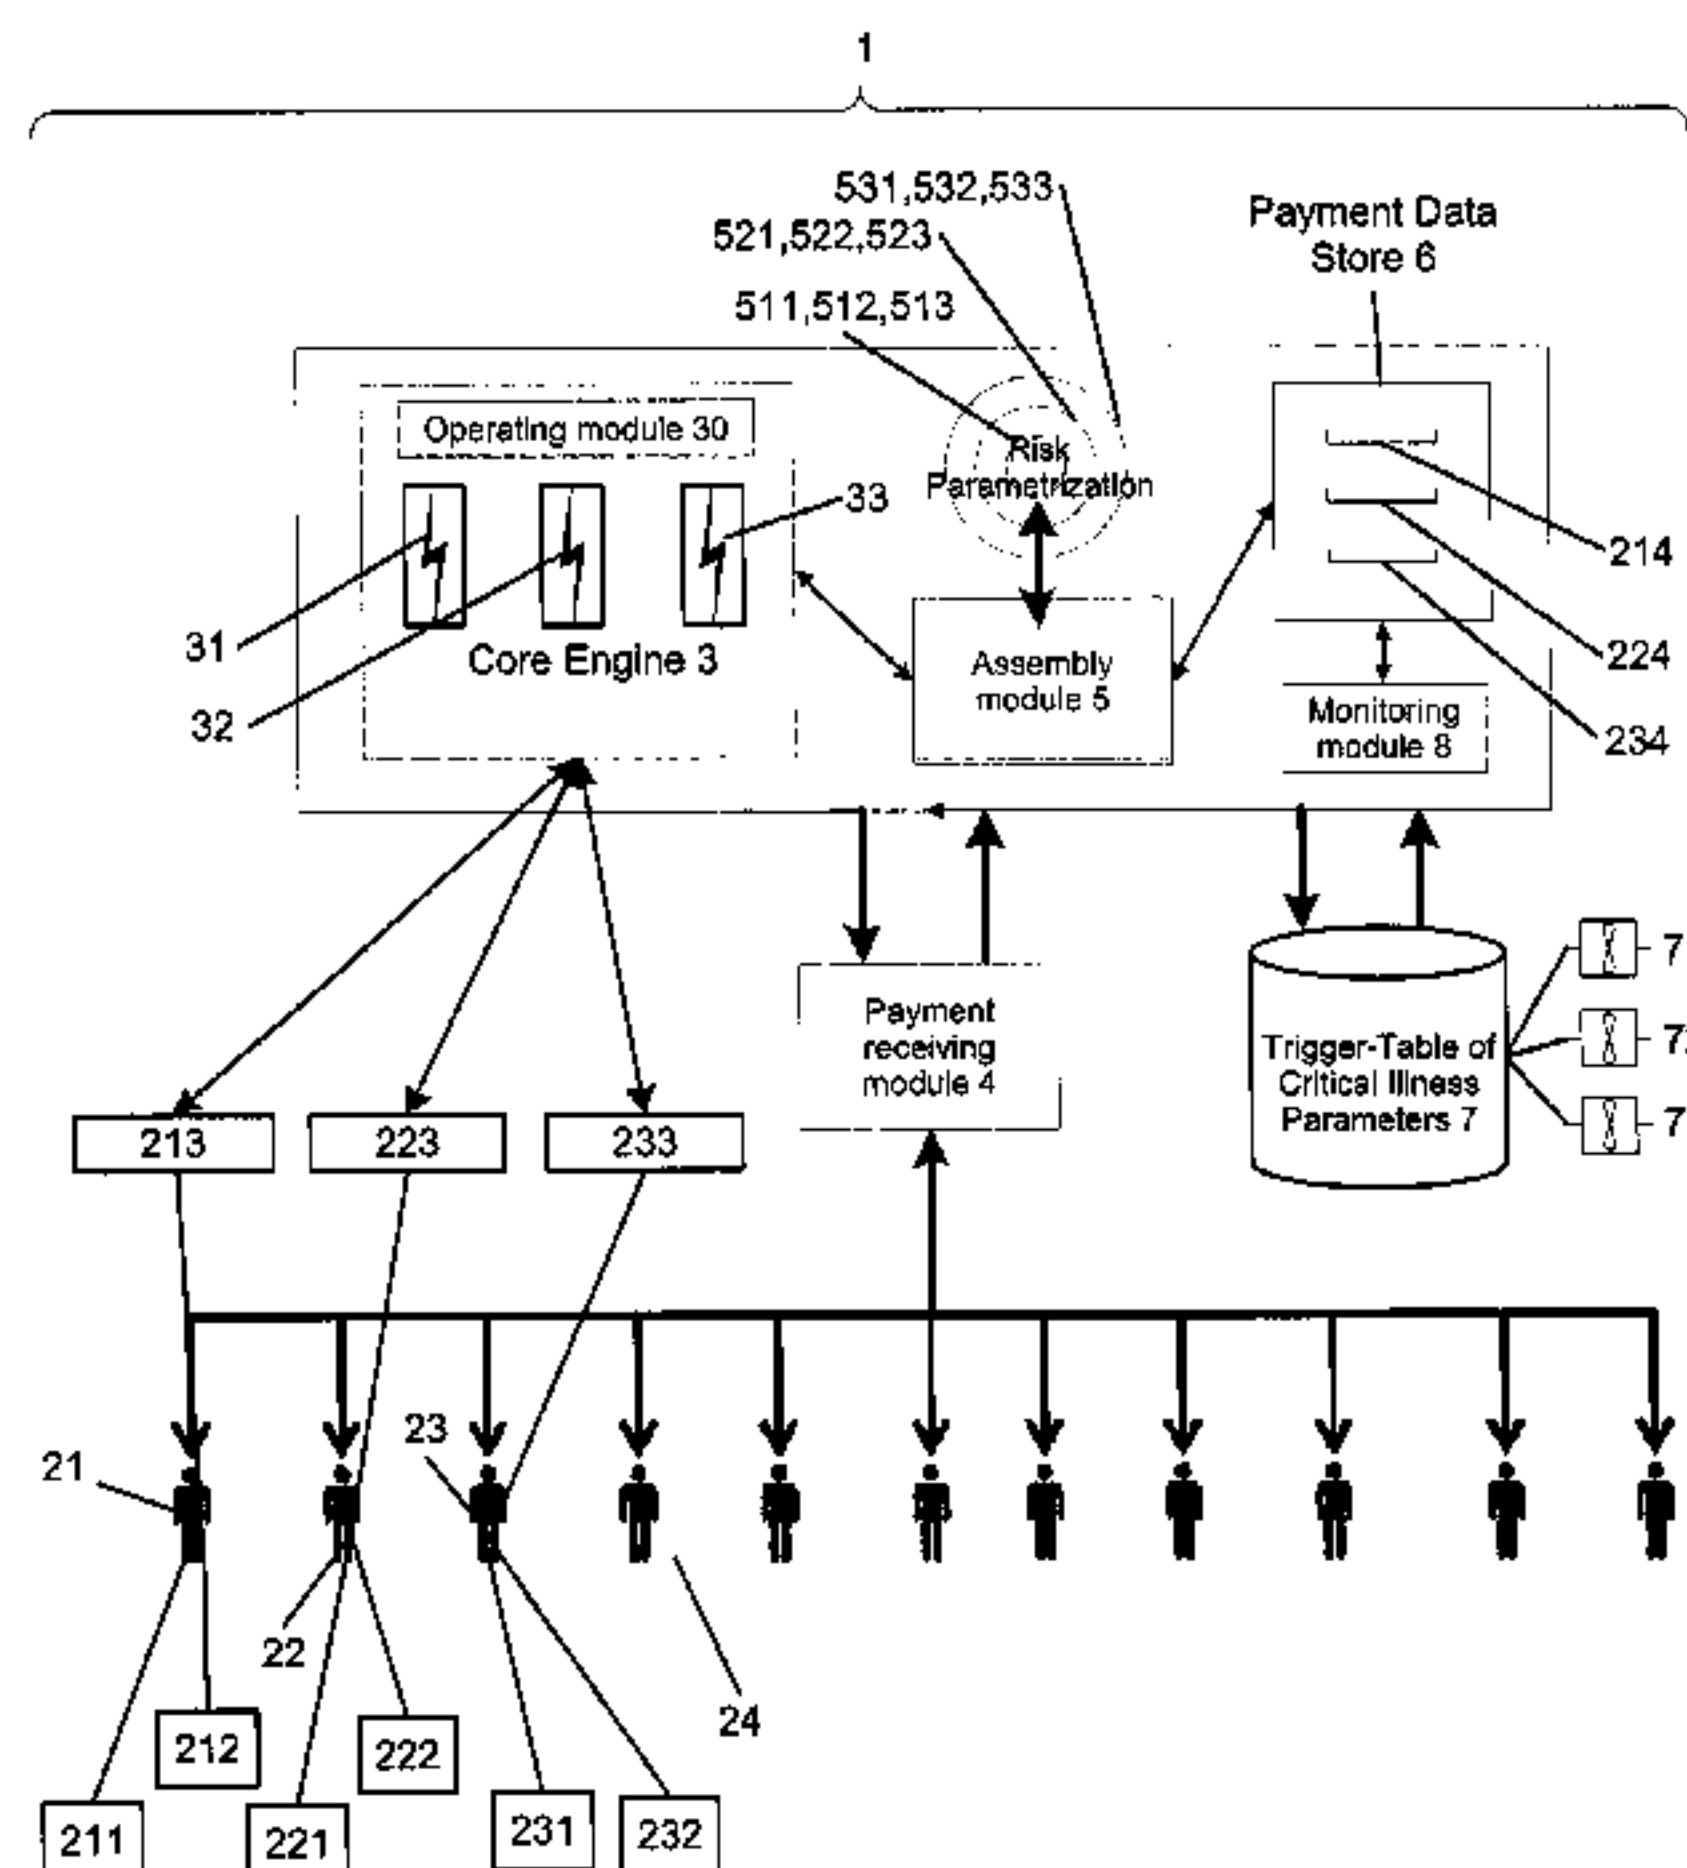 1
531,532,533
521,522,523
511,512,513
Payment Data
Store 6
Operating module 30
Risk
Parametrization
33
214
31
Core Engine 3
Assembly
module 5
224
32
Monitoring
module 8
234
7
Payment
receiving
module 4
Trigger-Table of
Critical Illness
Parameters 7
7
7
213
223
233
21
23
22
24
212
222
211
221
231
232